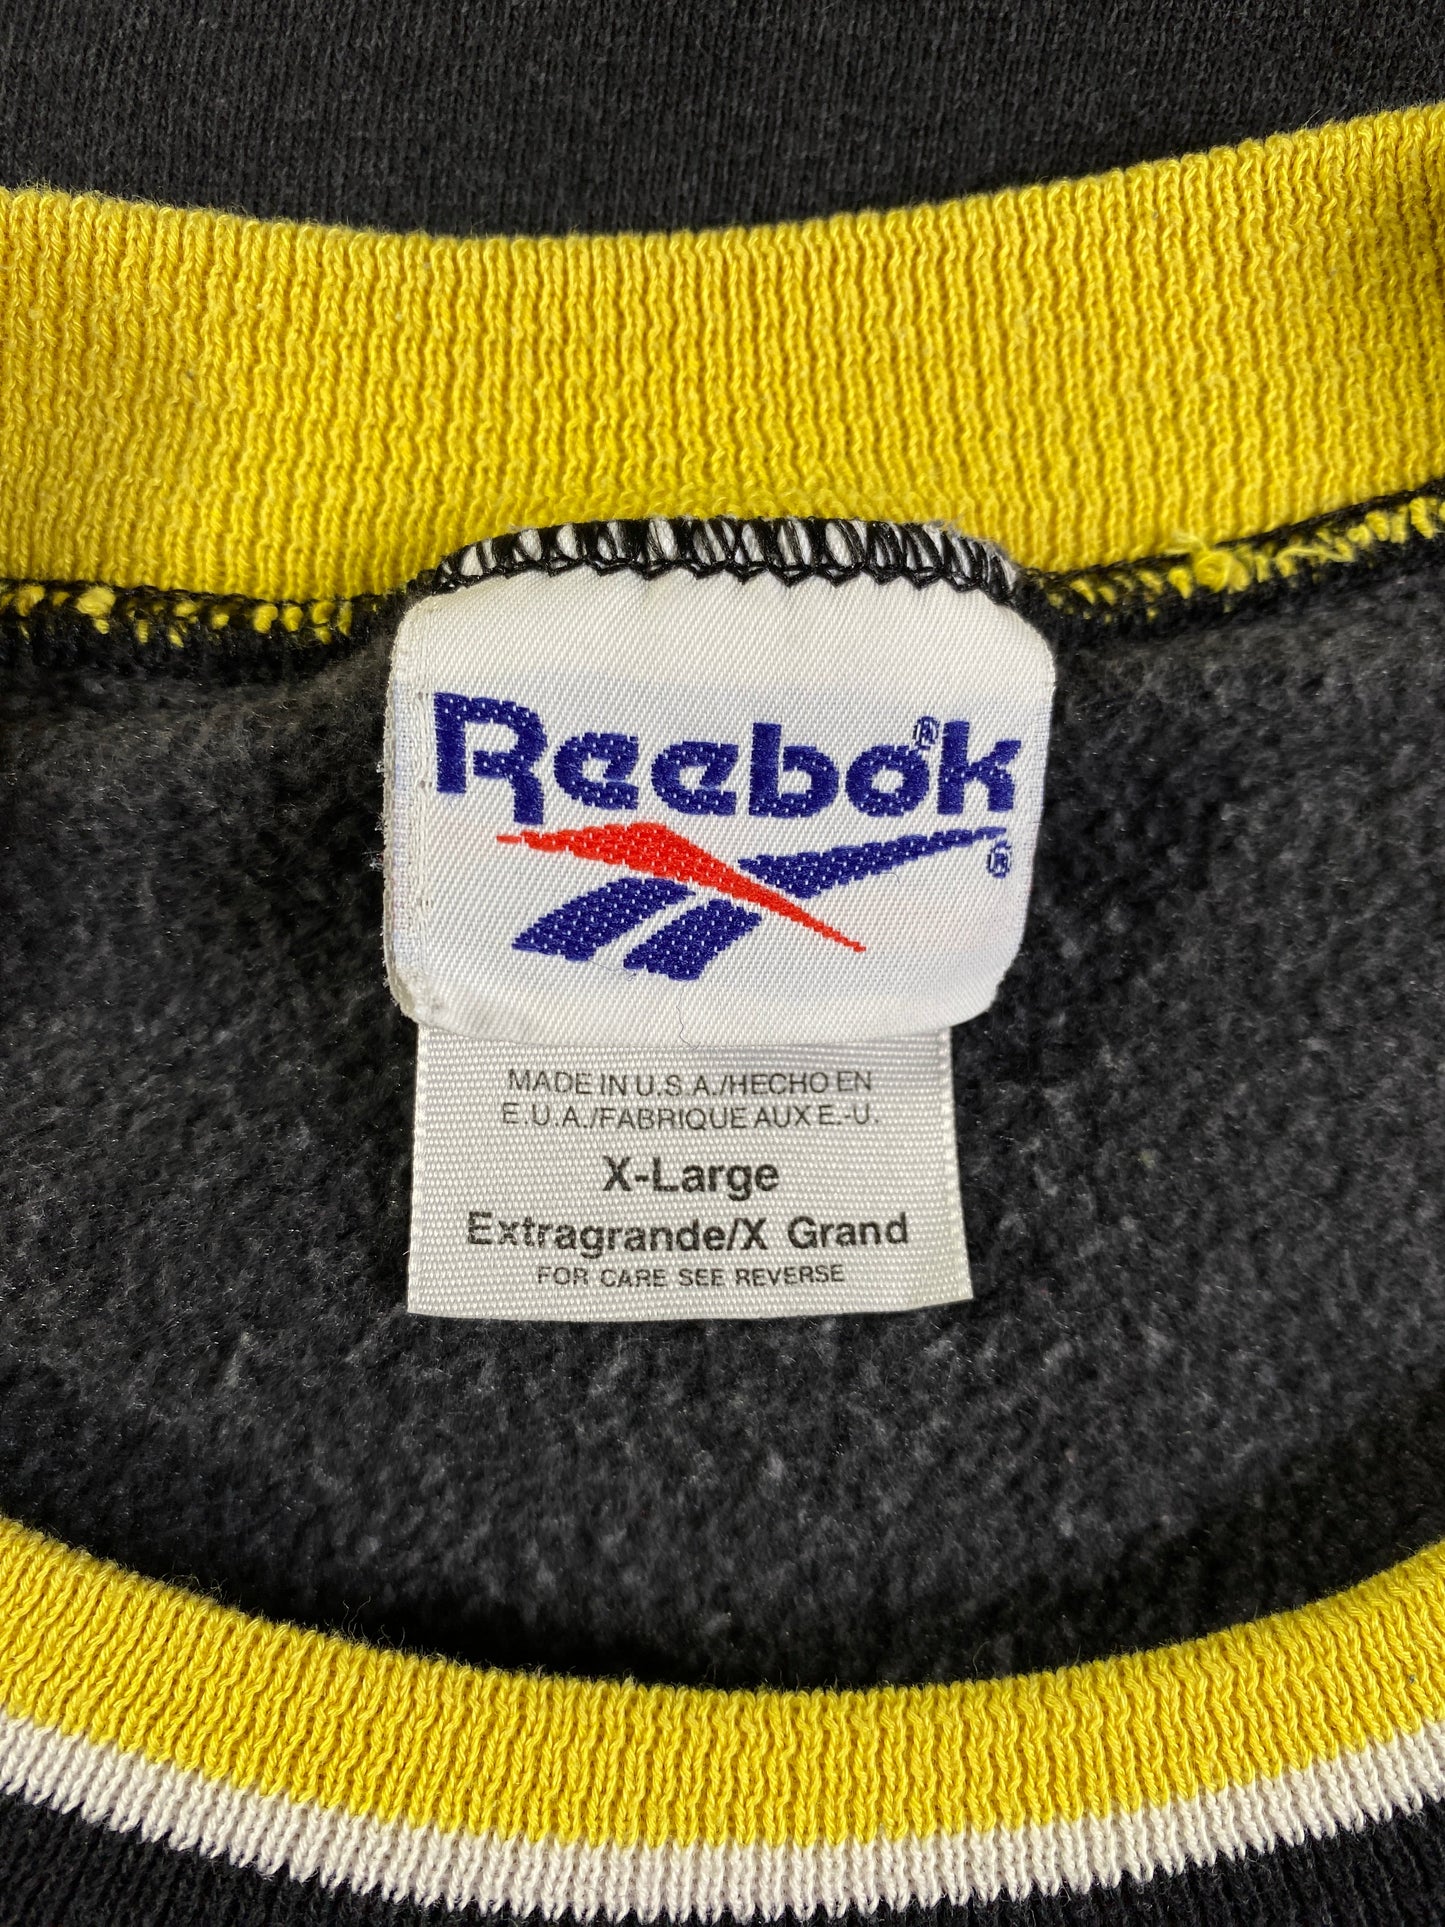 Reebok®
®
MADE IN U.S.A./HECHO EN
E.U.A./FABRIQUE AUX E.-U.
X-Large
Extragrande/X Grand
FOR CARE SEE REVERSE